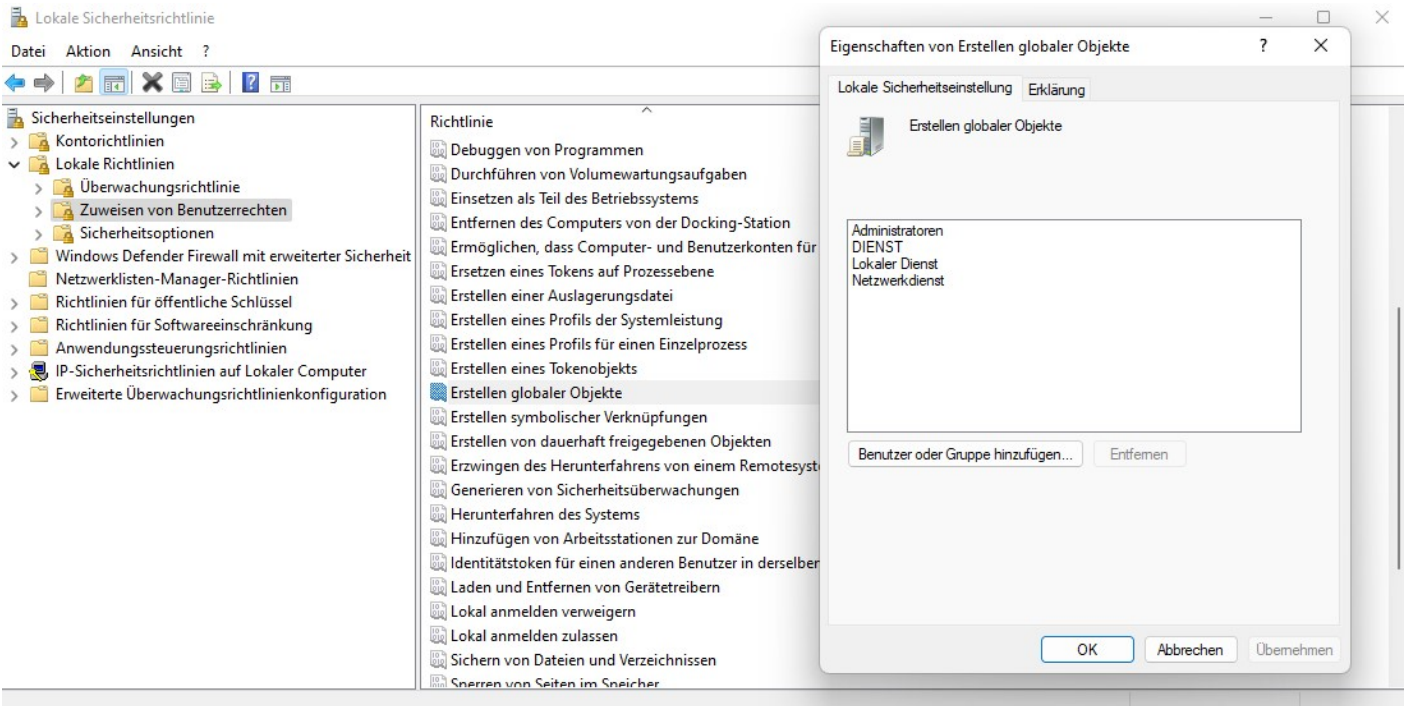 Lokale Sicherheitsrichtlinie
Datei Aktion Ansicht ?
Sicherheitseinstellungen
Kontorichtlinien
Lokale Richtlinien
Überwachungsrichtlinie
Zuweisen von Benutzerrechten
Sicherheitsoptionen
Windows Defender Firewall mit erweiterter Sicherheit
Netzwerklisten-Manager-Richtlinien
Richtlinien für öffentliche Schlüssel
Richtlinien für Softwareeinschränkung
Anwendungssteuerungsrichtlinien
IP-Sicherheitsrichtlinien auf Lokaler Computer
Erweiterte Überwachungsrichtlinienkonfiguration
Richtlinie
Debuggen von Programmen
Durchführen von Volumewartungsaufgaben
Einsetzen als Teil des Betriebssystems
Entfernen des Computers von der Docking-Station
Ermöglichen, dass Computer- und Benutzerkonten für
Ersetzen eines Tokens auf Prozessebene
Erstellen einer Auslagerungsdatei
Erstellen eines Profils der Systemleistung
Erstellen eines Profils für einen Einzelprozess
Erstellen eines Tokenobjekts
Erstellen globaler Objekte
Erstellen symbolischer Verknüpfungen
Erstellen von dauerhaft freigegebenen Objekten
Erzwingen des Herunterfahrens von einem Remotesyst
Generieren von Sicherheitsüberwachungen
Herunterfahren des Systems
Hinzufügen von Arbeitsstationen zur Domäne
Identitätstoken für einen anderen Benutzer in derselben
Laden und Entfernen von Gerätetreibern
Lokal anmelden verweigern
Lokal anmelden zulassen
Sichern von Dateien und Verzeichnissen
Sperren von Seiten im Speicher
Eigenschaften von Erstellen globaler Objekte ?
Lokale Sicherheitseinstellung Erklärung
Erstellen globaler Objekte
Administratoren
DIENST
Lokaler Dienst
Netzwerkdienst
Benutzer oder Gruppe hinzufügen... Entfernen
OK Abbrechen Übernehmen